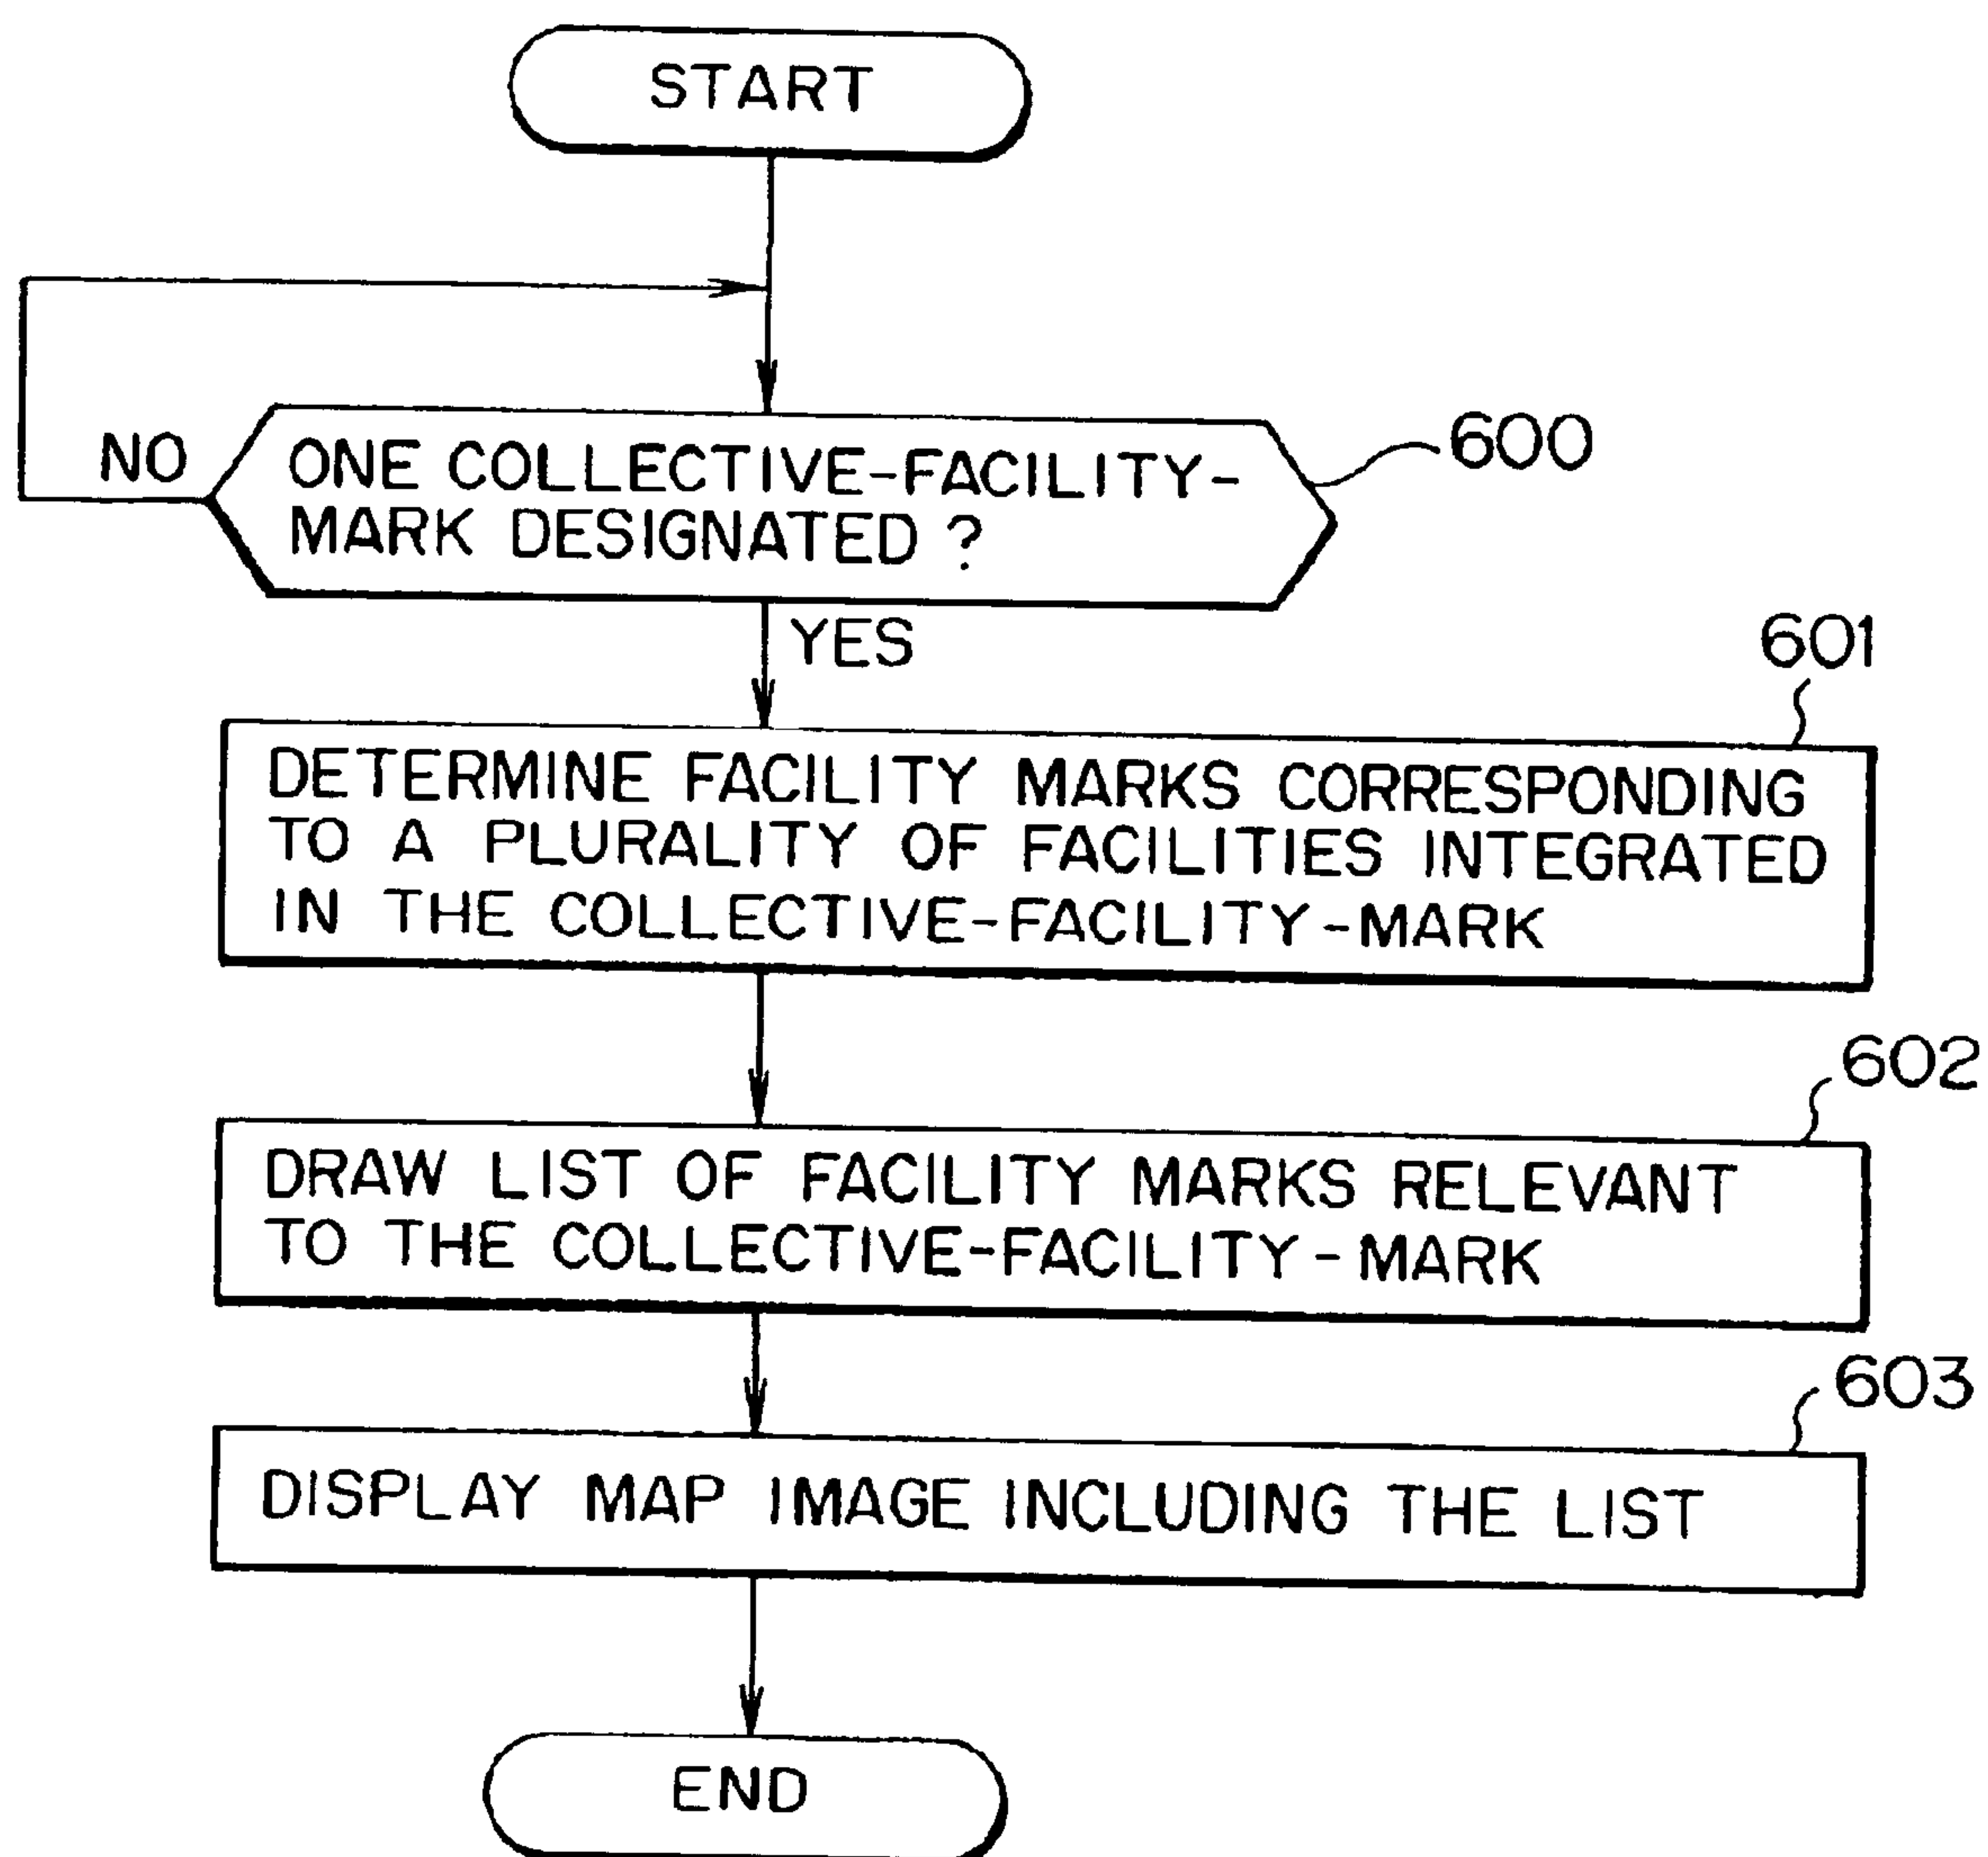 START
NO
ONE COLLECTIVE-FACILITY-
MARK DESIGNATED ?
600
YES
601
DETERMINE FACILITY MARKS CORRESPONDING
TO A PLURALITY OF FACILITIES INTEGRATED
IN THE COLLECTIVE-FACILITY-MARK
602
DRAW LIST OF FACILITY MARKS RELEVANT
TO THE COLLECTIVE-FACILITY-MARK
603
DISPLAY MAP IMAGE INCLUDING THE LIST
END